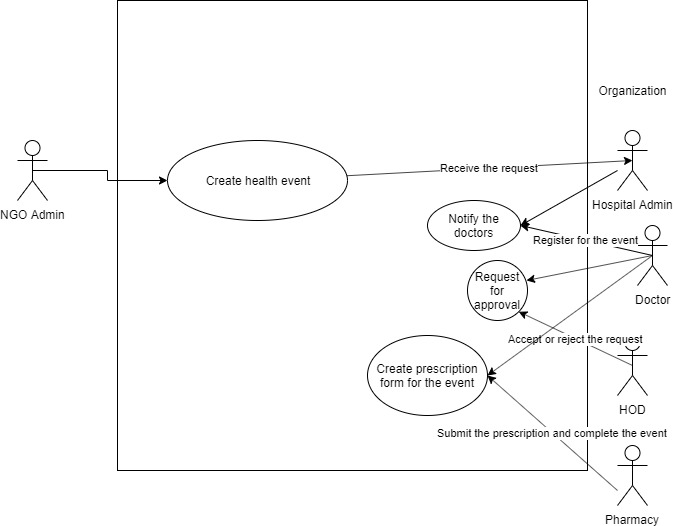 Organization
Create health event
Receive the request
NGO Admin
Hospital Admin
Notify the
doctors
Register for the event
Request
for
approval
Doctor
Accept or reject the request
Create prescription
form for the event
HOD
Submit the prescription and complete the event
Pharmacy